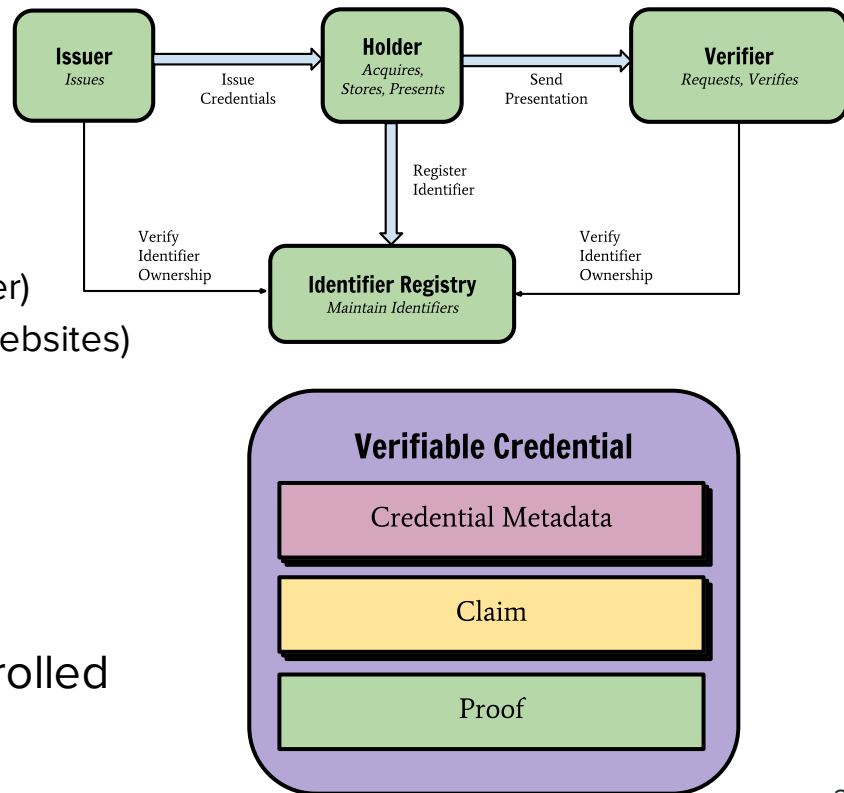 Issuer
Issues
Issue
Credentials
Holder
Acquires,
Stores, Presents
Send
Presentation
Verifier
Requests, Verifies
Register
Identifier
Verify
Identifier
Ownership
Verify
Identifier
Ownership
Identifier Registry
Maintain Identifiers
er)
ebsites)
Verifiable Credential
Credential Metadata
Claim
rolled
Proof